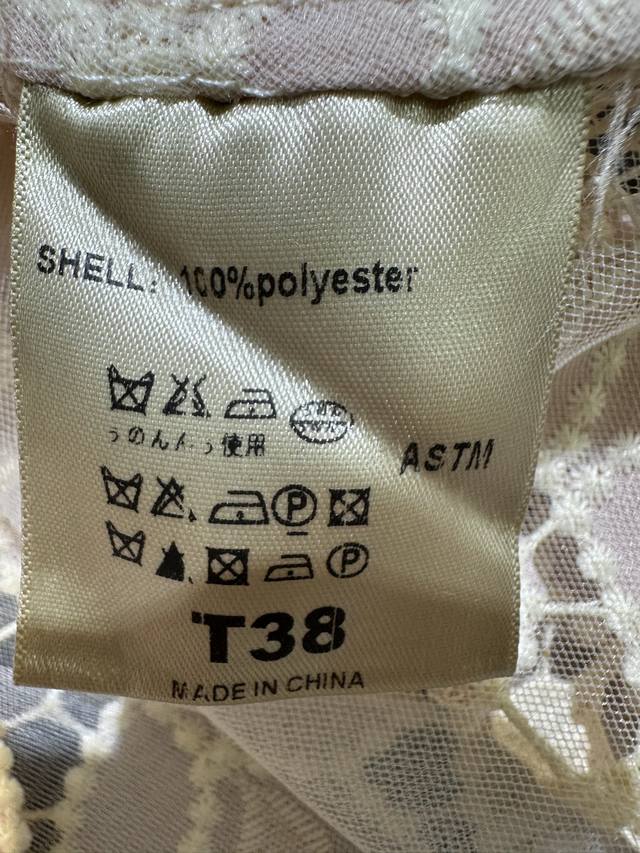 SHELL: 100%polyester
使用
ASTM
P
P
T38
MADE IN CHINA